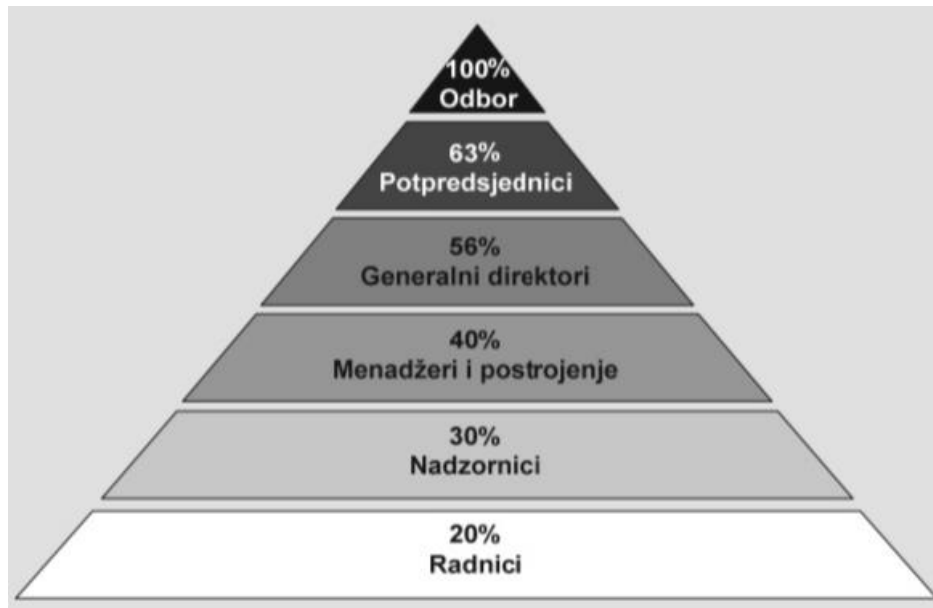 100%
Odbor
63%
Potpredsjednici
56%
Generalni direktori
40%
Menadžeri i postrojenje
30%
Nadzornici
20%
Radnici